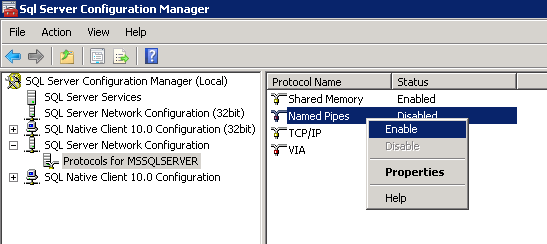 Sql Server Configuration Manager
File Action View Help
SQL Server Configuration Manager (Local)
SQL Server Services
SQL Server Network Configuration (32bit)
SQL Native Client 10.0 Configuration (32bit)
SQL Server Network Configuration
Protocols for MSSQLSERVER
SQL Native Client 10.0 Configuration
Protocol Name Status
Shared Memory Enabled
Named Pipes Disabled
TCP/IP
VIA
Enable
Disable
Properties
Help